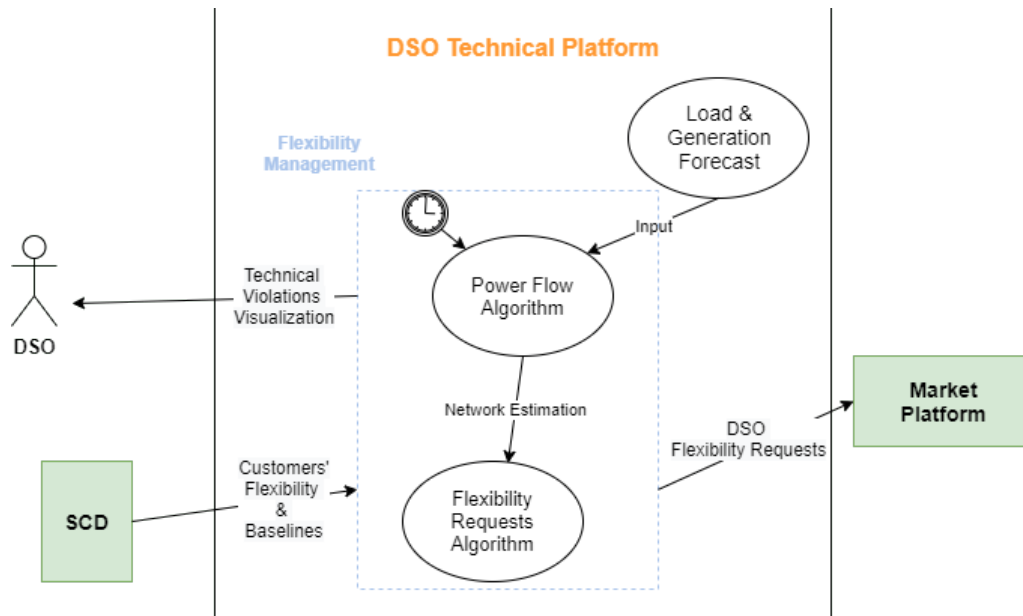 DSO Technical Platform
Load &
Generation
Forecast
Flexibility
Management
Input
Power Flow
Algorithm
Technical
Violations
Visualization
DSO
Network Estimation
Market
Platform
DSO
Flexibility Requests
Customers'
Flexibility
&
Baselines
SCD
Flexibility
Requests
Algorithm